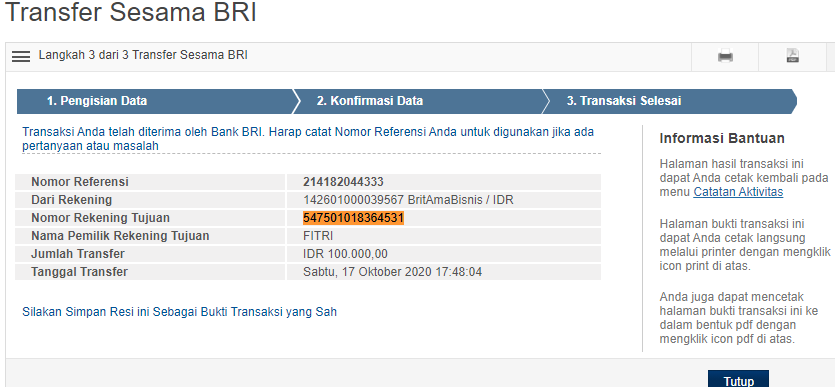 Transfer Sesama BRI
Langkah 3 dari 3 Transfer Sesama BRI
1. Pengisian Data
2. Konfirmasi Data
3. Transaksi Selesai
Transaksi Anda telah diterima oleh Bank BRI. Harap catat Nomor Referensi Anda untuk digunakan jika ada
pertanyaan atau masalah
Nomor Referensi 214182044333
Dari Rekening 142601000039567 BritAmaBisnis / IDR
Nomor Rekening Tujuan 547501018364531
Nama Pemilik Rekening Tujuan FITRI
Jumlah Transfer IDR 100.000,00
Tanggal Transfer Sabtu, 17 Oktober 2020 17:48:04
Silakan Simpan Resi ini Sebagai Bukti Transaksi yang Sah
Informasi Bantuan
Halaman hasil transaksi ini
dapat Anda cetak kembali pada
menu Catatan Aktivitas
Halaman bukti transaksi ini
dapat Anda cetak langsung
melalui printer dengan mengklik
icon print di atas.
Anda juga dapat mencetak
halaman bukti transaksi ini ke
dalam bentuk pdf dengan
mengklik icon pdf di atas.
Tutup